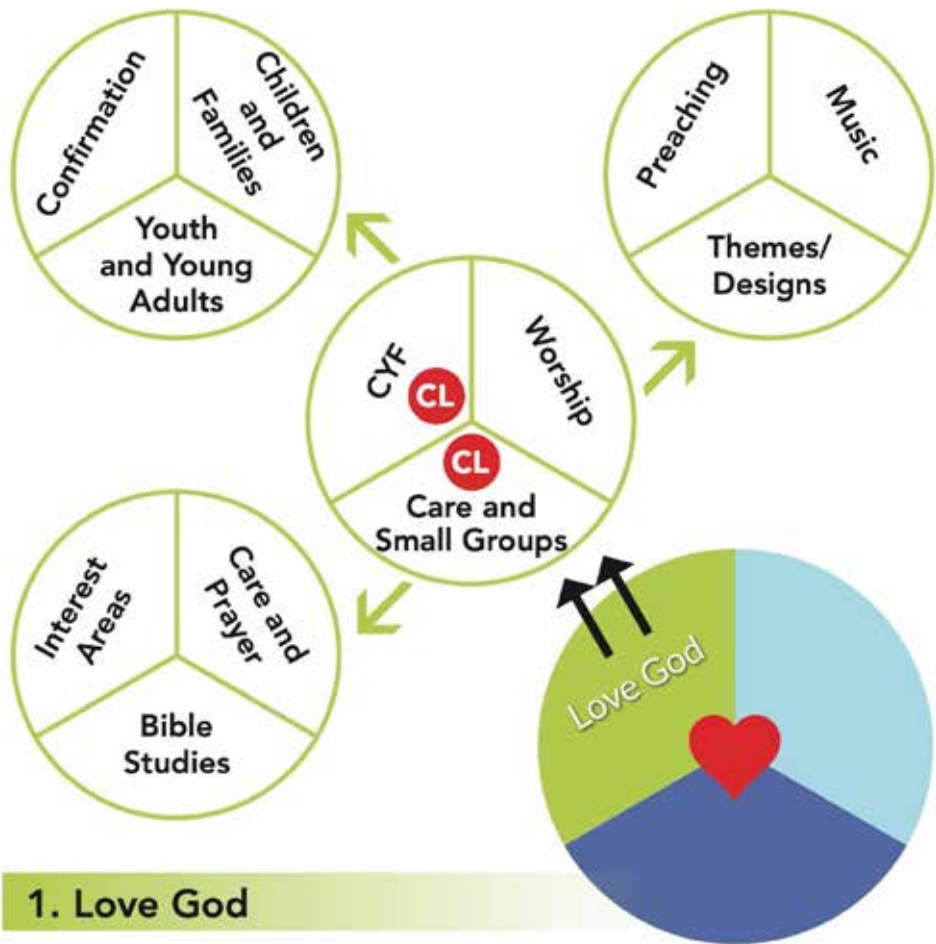 Confirmation
Children
and
Families
Youth
and Young
Adults
Preaching
Music
Themes/
Designs
CYF
CL
Worship
CL
Care and
Small Groups
Interest
Areas
Care and
Prayer
Bible
Studies
Love God
1. Love God